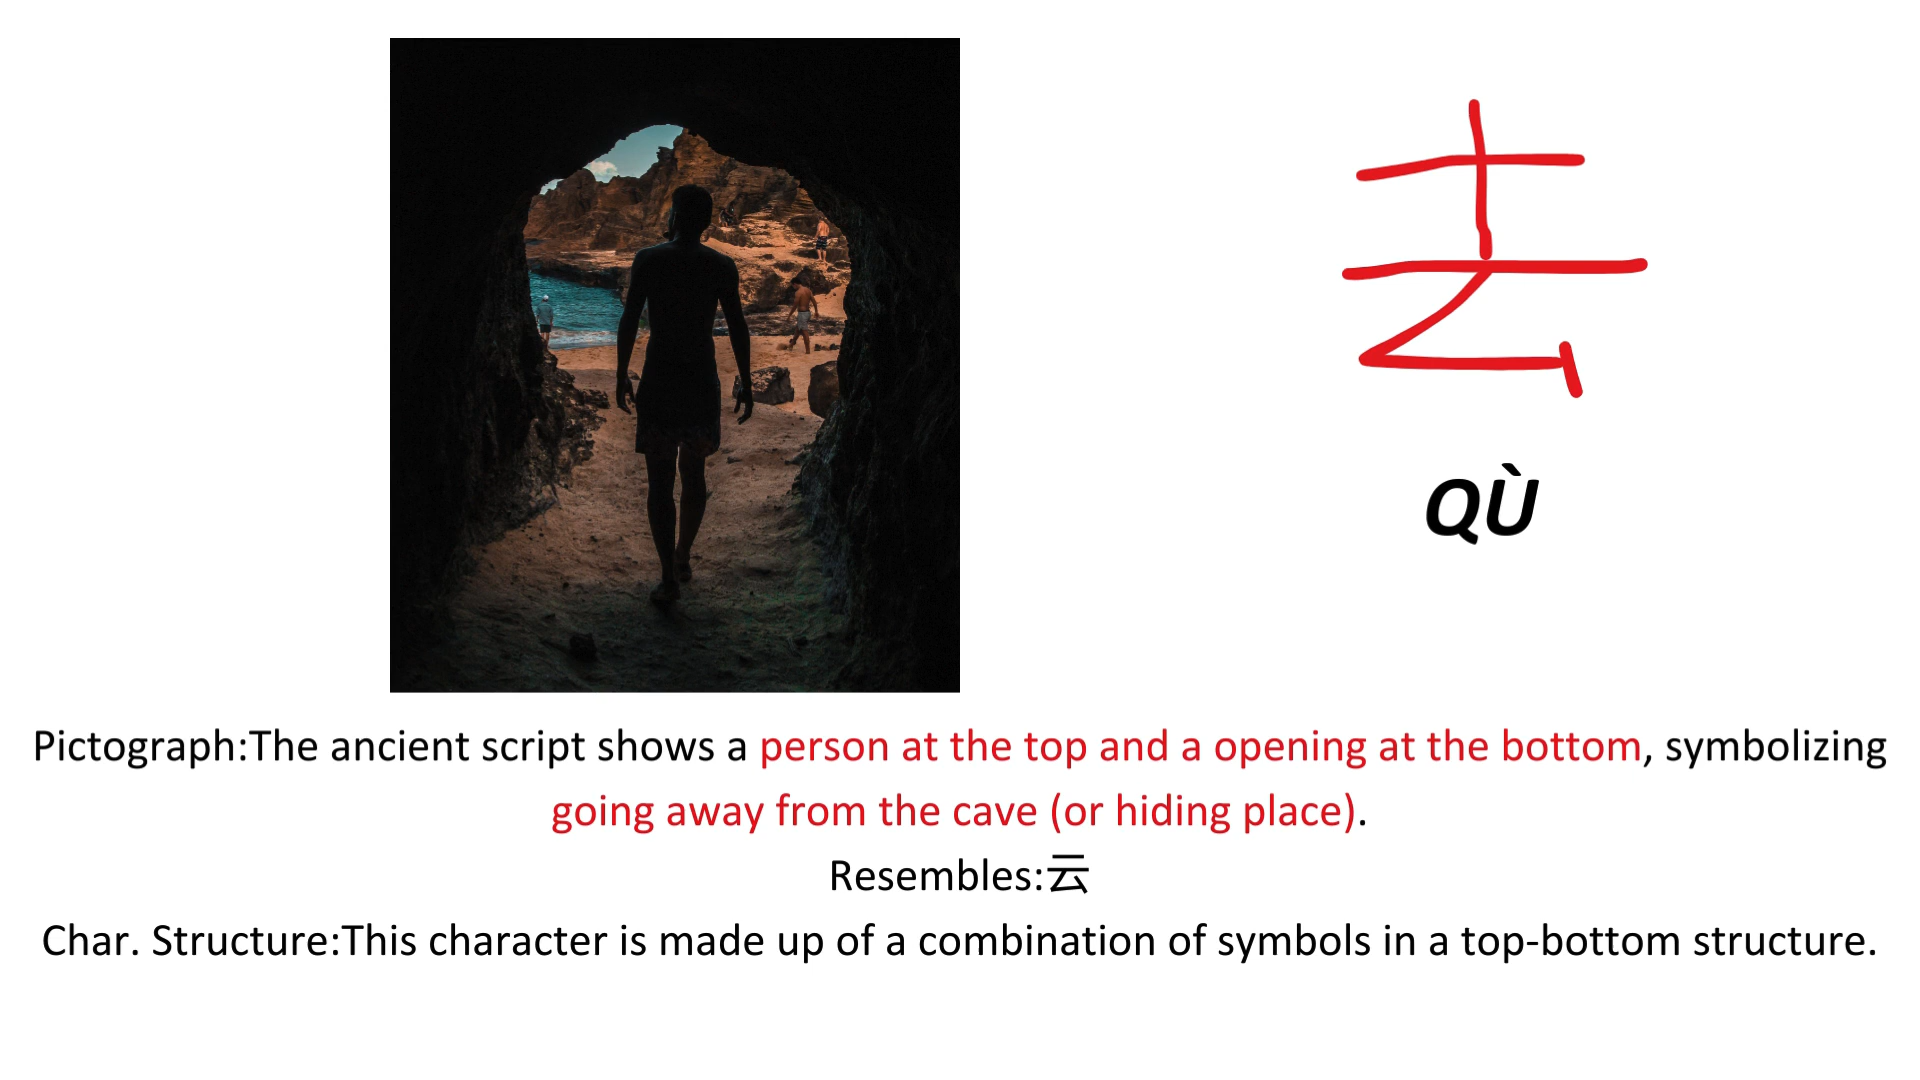 去
QÙ
Pictograph:The ancient script shows a person at the top and a opening at the bottom, symbolizing
going away from the cave (or hiding place).
Resembles:云
Char. Structure:This character is made up of a combination of symbols in a top-bottom structure.